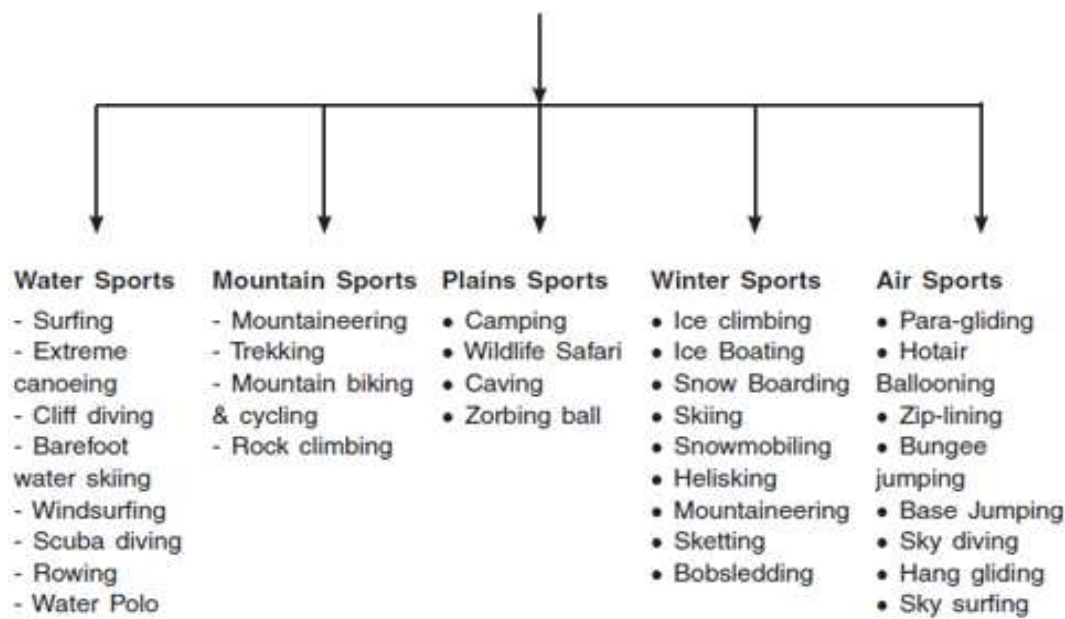 Water Sports
- Surfing
- Extreme
canoeing
- Cliff diving
- Barefoot
water skiing
- Windsurfing
- Scuba diving
- Rowing
- Water Polo
Mountain Sports
- Mountaineering
- Trekking
- Mountain biking
& cycling
- Rock climbing
Plains Sports
• Camping
• Wildlife Safari
• Caving
• Zorbing ball
Winter Sports
• Ice climbing
• Ice Boating
• Snow Boarding
• Skiing
• Snowmobiling
• Helisking
• Mountaineering
• Sketting
• Bobsledding
Air Sports
• Para-gliding
• Hotair
Ballooning
• Zip-lining
• Bungee
jumping
• Base Jumping
• Sky diving
• Hang gliding
• Sky surfing